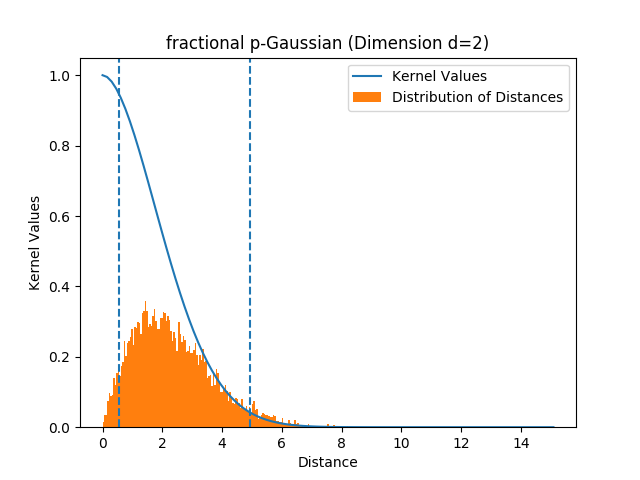 fractional p-Gaussian (Dimension d=2)
Kernel Values
Distribution of Distances
1.0
0.8
0.6
0.4
0.2
0.0
Kernel Values
0
2
4
6
8
10
12
14
Distance